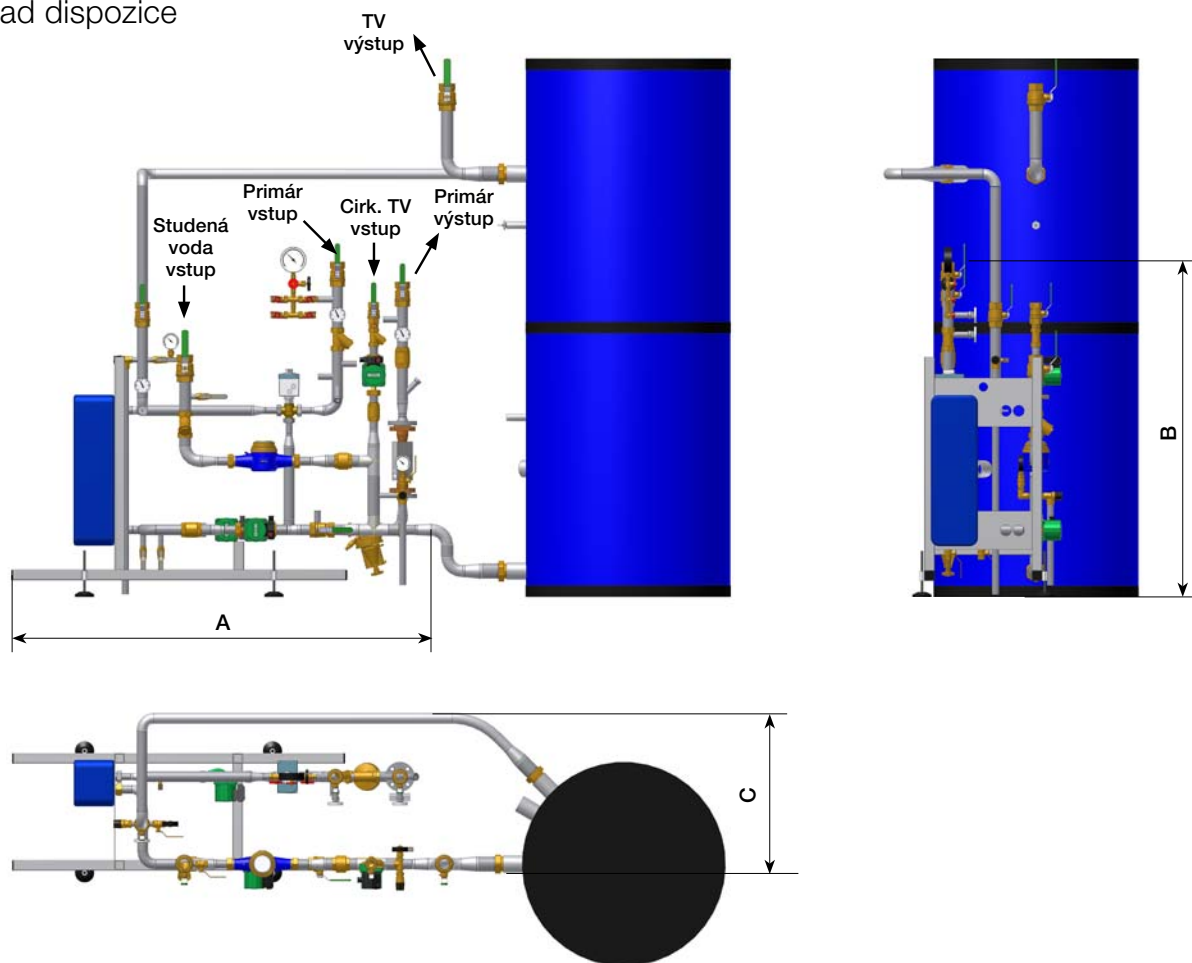 ad dispozice
TV
výstup
Primár
vstup
Cirk. TV
vstup
Primár
výstup
Studená
voda
vstup
A
B
C